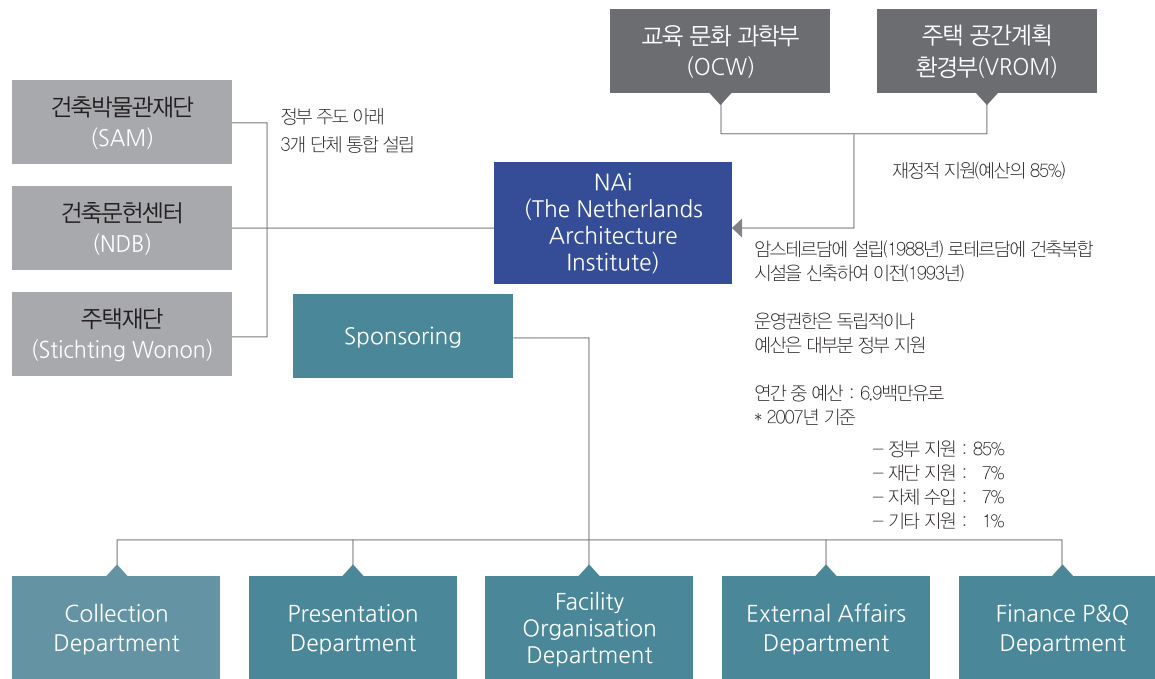 교육 문화 과학부
(OCW)
주택 공간계획
환경부(VROM)
건축박물관재단
(SAM)
정부 주도 아래
3개 단체 통합 설립
재정적 지원(예산의 85%)
NAi
(The Netherlands
Architecture
Institute)
건축문헌센터
(NDB)
암스테르담에 설립(1988년) 로테르담에 건축복합
시설을 신축하여 이전(1993년)
주택재단
(Stichting Wonon)
Sponsoring
운영권한은 독립적이나
예산은 대부분 정부 지원
연간 중 예산 : 6.9백만유로
* 2007년 기준
– 정부 지원 : 85%
– 재단 지원 : 7%
– 자체 수입 : 7%
– 기타 지원 : 1%
Collection
Department
Presentation
Department
Facility
Organisation
Department
External Affairs
Department
Finance P&Q
Department